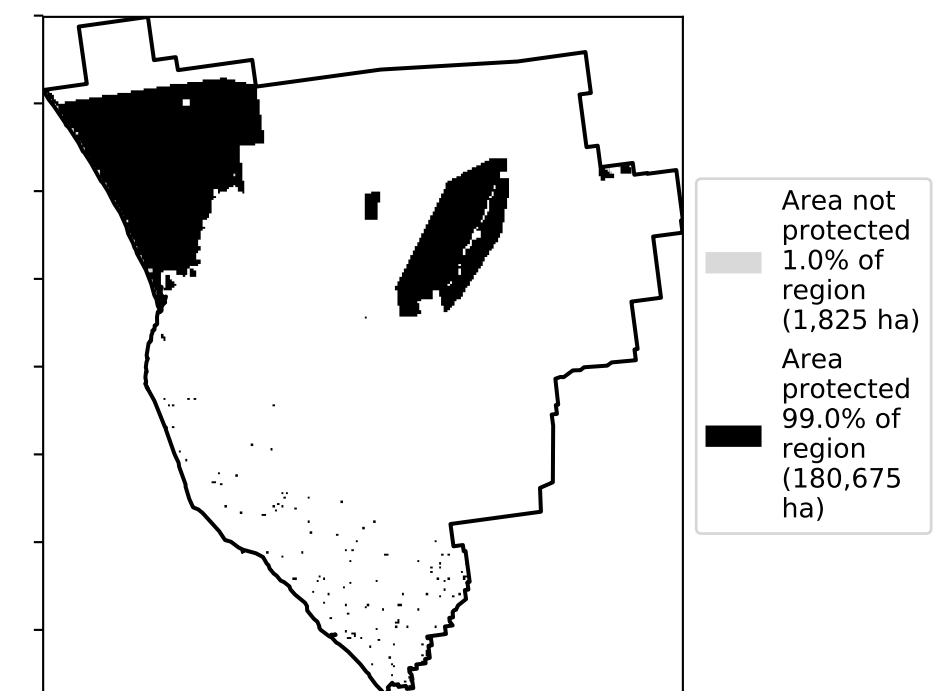 Area not
protected
1.0% of
region
(1,825 ha)
Area
protected
99.0% of
region
(180,675
ha)